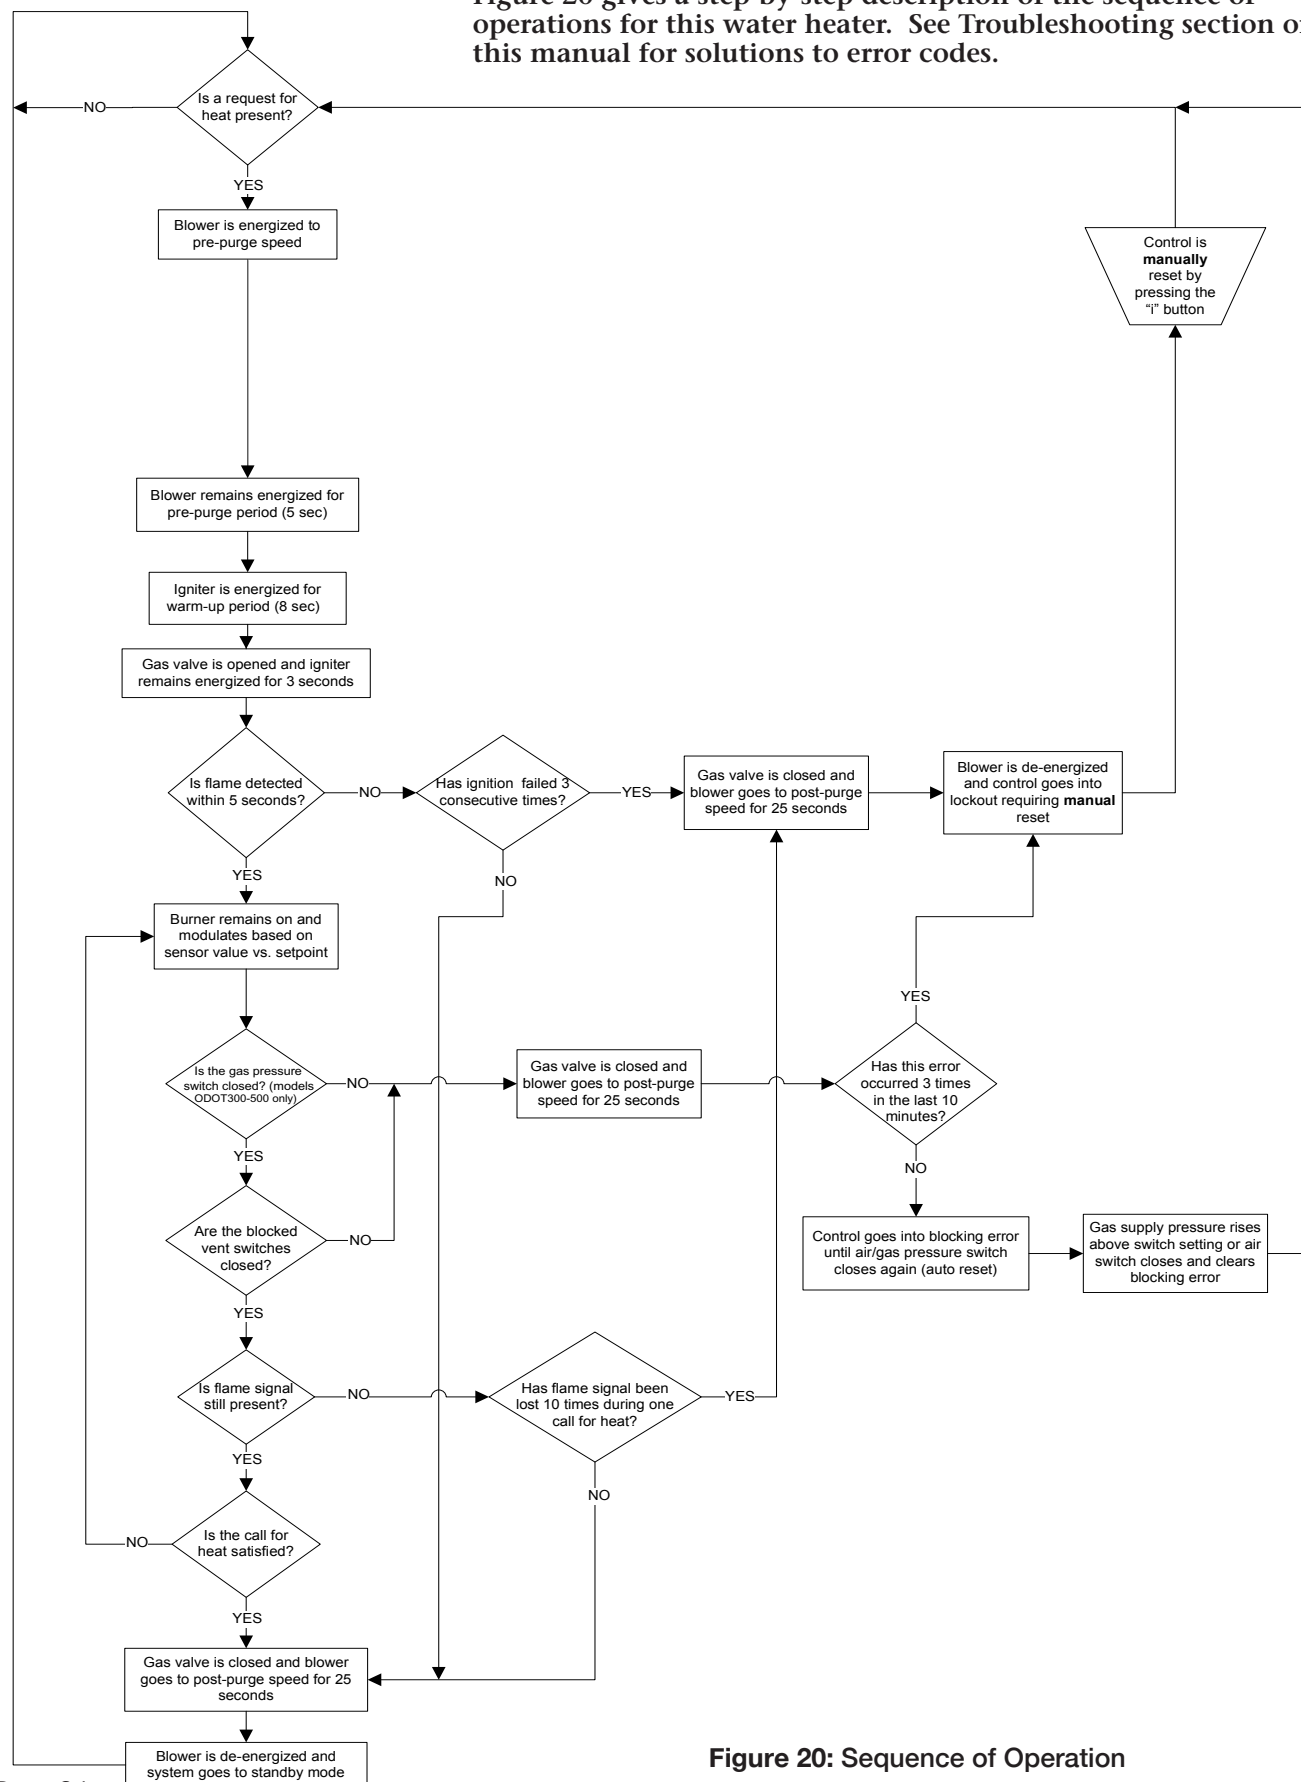 Figure 20 gives a step-by-step description of the sequence of
operations for this water heater. See Troubleshooting section
this manual for solutions to error codes.
Is a request for
heat present?
NO
YES
Blower is energized to
pre-purge speed
Control is
manually
reset by
pressing the
“i” button
Blower remains energized for
pre-purge period (5 sec)
Igniter is energized for
warm-up period (8 sec)
Gas valve is opened and igniter
remains energized for 3 seconds
Is flame detected
within 5 seconds?
NO
Has ignition failed 3
consecutive times?
YES
Gas valve is closed and
blower goes to post-purge
speed for 25 seconds
Blower is de-energized
and control goes into
lockout requiring manual
reset
YES
NO
Burner remains on and
modulates based on
sensor value vs. setpoint
YES
Is the gas pressure
switch closed? (models
ODOT300-500 only)
NO
Gas valve is closed and
blower goes to post-purge
speed for 25 seconds
Has this error
occurred 3 times
in the last 10
minutes?
YES
NO
Are the blocked
vent switches
closed?
NO
Control goes into blocking error
until air/gas pressure switch
closes again (auto reset)
Gas supply pressure rises
above switch setting or air
switch closes and clears
blocking error
YES
Is flame signal
still present?
NO
Has flame signal been
lost 10 times during one
call for heat?
YES
YES
NO
Is the call for
heat satisfied?
NO
YES
Gas valve is closed and blower
goes to post-purge speed for 25
seconds
Blower is de-energized and
system goes to standby mode
Figure 20: Sequence of Operation